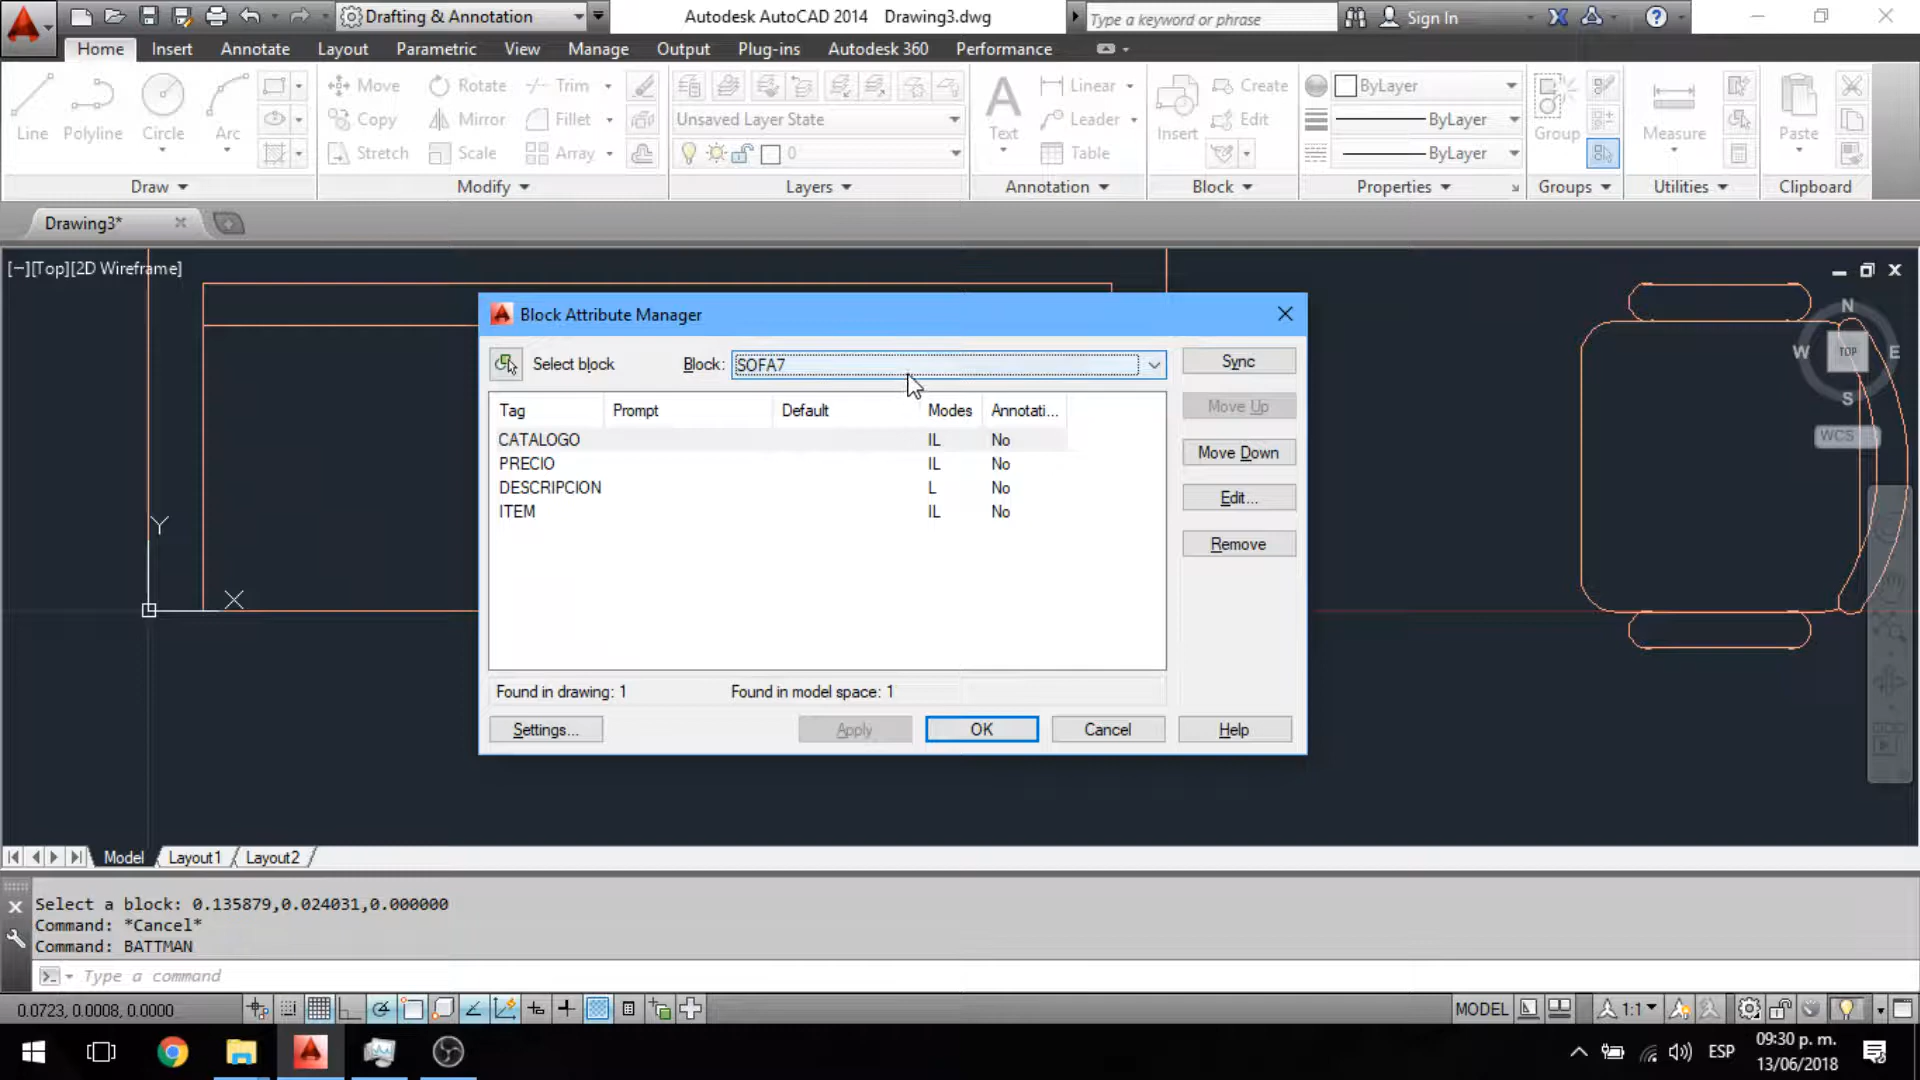 Drafting & Annotation
Autodesk AutoCAD 2014 Drawing3.dwg
Type a keyword or phrase
Sign In
Home Insert Annotate Layout Parametric View Manage Output Plug-ins Autodesk 360 Performance
Line Polyline Circle Arc
Move Rotate Trim
Copy Mirror Fillet
Stretch Scale Array
Unsaved Layer State
0
Text
Linear
Leader
Table
Insert
Create
Edit
ByLayer
ByLayer
ByLayer
Group
Measure
Paste
Draw Modify Layers Annotation Block Properties Groups Utilities Clipboard
Drawing3*
[−][Top][2D Wireframe]
N
W TOP E
S
WCS
Y
X
Block Attribute Manager
Select block Block: SOFA7 Sync
Tag Prompt Default Modes Annotati... Move Up
CATALOGO IL No
PRECIO IL No Move Down
DESCRIPCION L No Edit...
ITEM IL No
Remove
Found in drawing: 1 Found in model space: 1
Settings... Apply OK Cancel Help
Model Layout1 Layout2
Select a block: 0.135879,0.024031,0.000000
Command: *Cancel*
Command: BATTMAN
Type a command
0.0723, 0.0008, 0.0000
MODEL
1:1
ESP
09:30 p. m.
13/06/2018